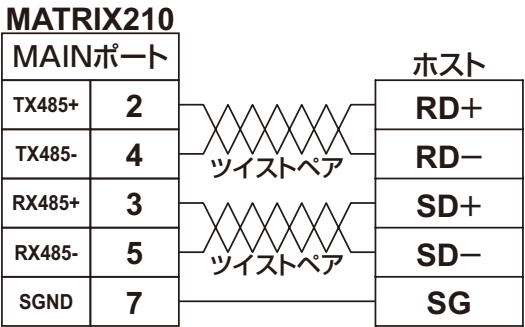 MATRIX210
MAINポート
ホスト
TX485+ 2 RD+
TX485- 4 RD−
ツイストペア
RX485+ 3 SD+
RX485- 5 SD−
ツイストペア
SGND 7 SG